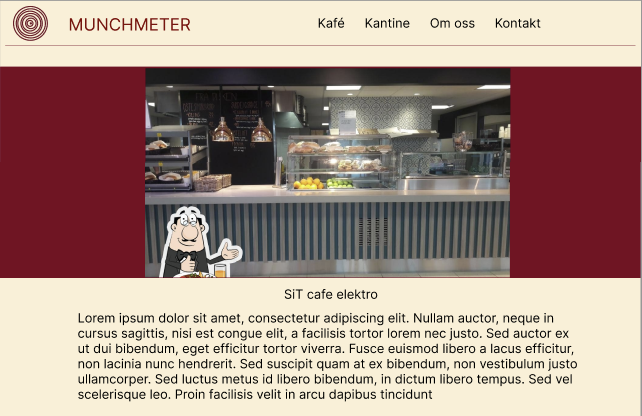 MUNCHMETER
Kafé Kantine Om oss Kontakt
SiT cafe elektro
Lorem ipsum dolor sit amet, consectetur adipiscing elit. Nullam auctor, neque in
cursus sagittis, nisi est congue elit, a facilisis tortor lorem nec justo. Sed auctor ex
ut dui bibendum, eget efficitur tortor viverra. Fusce euismod libero a lacus efficitur,
non lacinia nunc hendrerit. Sed suscipit quam at ex bibendum, non vestibulum justo
ullamcorper. Sed luctus metus id libero bibendum, in dictum libero tempus. Sed vel
scelerisque leo. Proin facilisis velit in arcu dapibus tincidunt